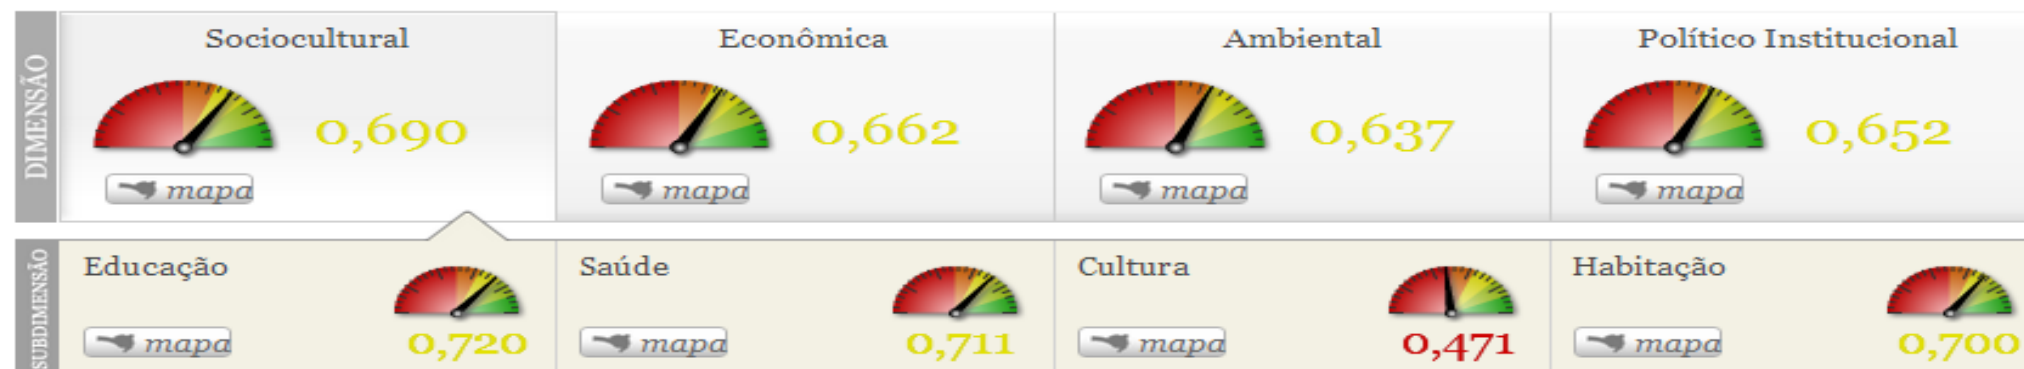 DIMENSÃO
Sociocultural
0,690
mapa
Econômica
0,662
mapa
Ambiental
0,637
mapa
Político Institucional
0,652
mapa
SUBDIMENSÃO
Educação
0,720
mapa
Saúde
0,711
mapa
Cultura
0,471
mapa
Habitação
0,700
mapa